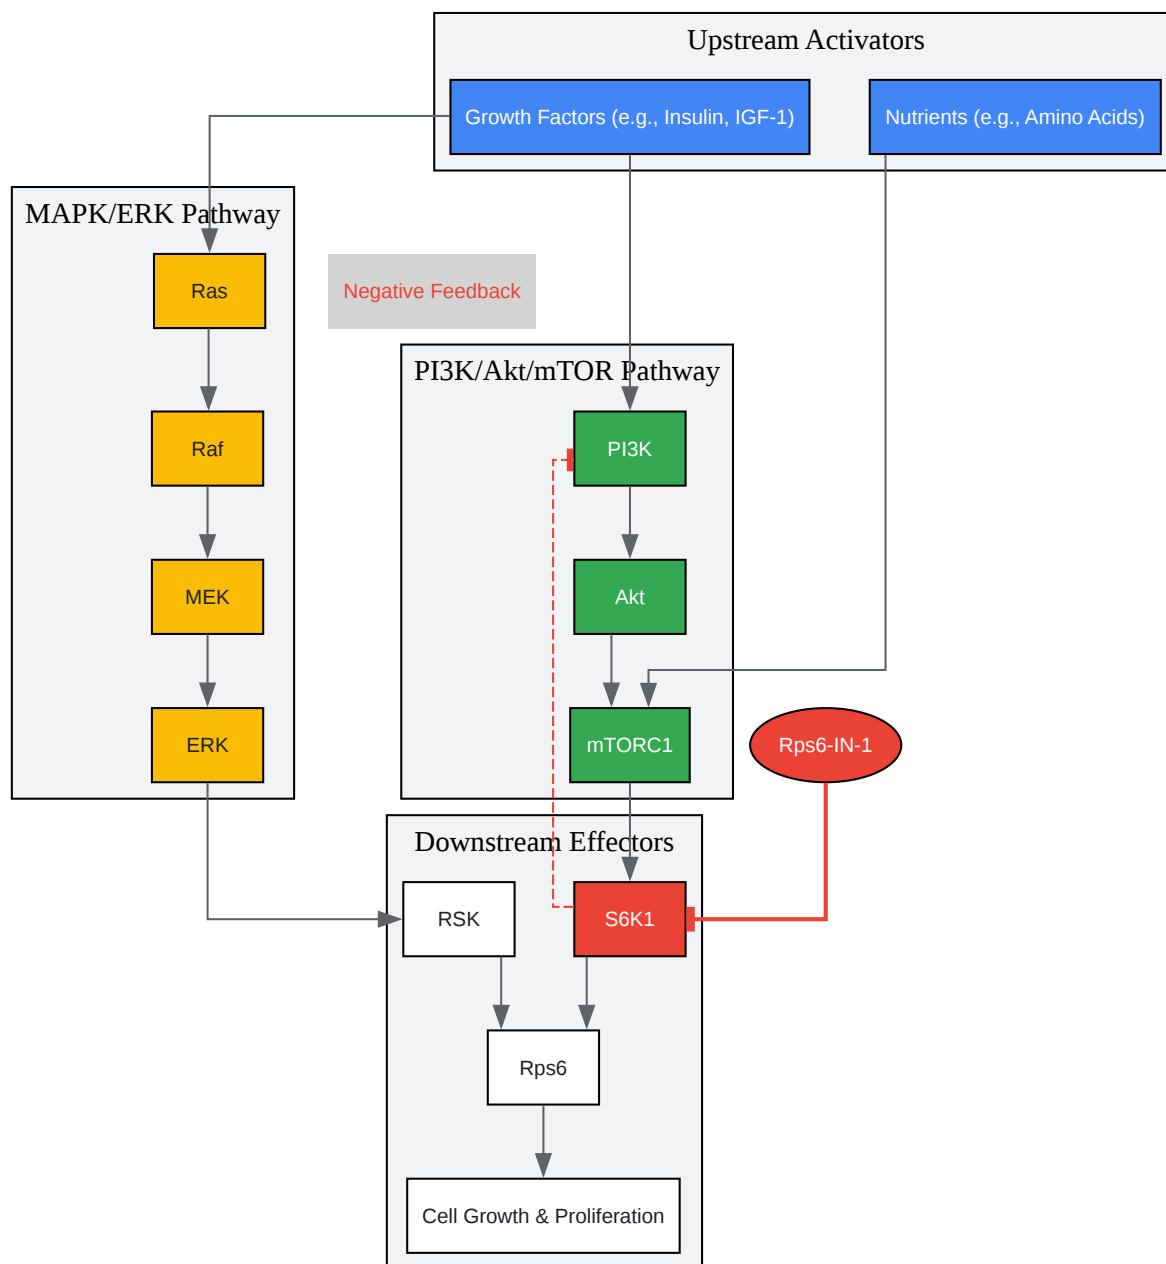 Upstream Activators
Growth Factors (e.g., Insulin, IGF-1)
Nutrients (e.g., Amino Acids)
MAPK/ERK Pathway
Ras
Negative Feedback
PI3K/Akt/mTOR Pathway
Raf
PI3K
MEK
Akt
ERK
mTORC1
Rps6-IN-1
Downstream Effectors
RSK
S6K1
Rps6
Cell Growth & Proliferation